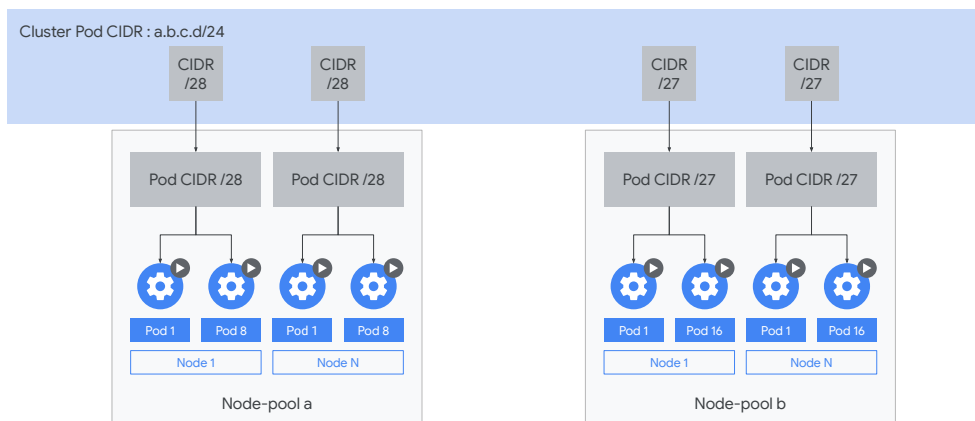 Cluster Pod CIDR : a.b.c.d/24
CIDR
/28
CIDR
/28
CIDR
/27
CIDR
/27
Pod CIDR /28
Pod CIDR /28
Pod CIDR /27
Pod CIDR /27
Pod 1
Pod 8
Pod 1
Pod 8
Pod 1
Pod 16
Pod 1
Pod 16
Node 1
Node N
Node 1
Node N
Node-pool a
Node-pool b